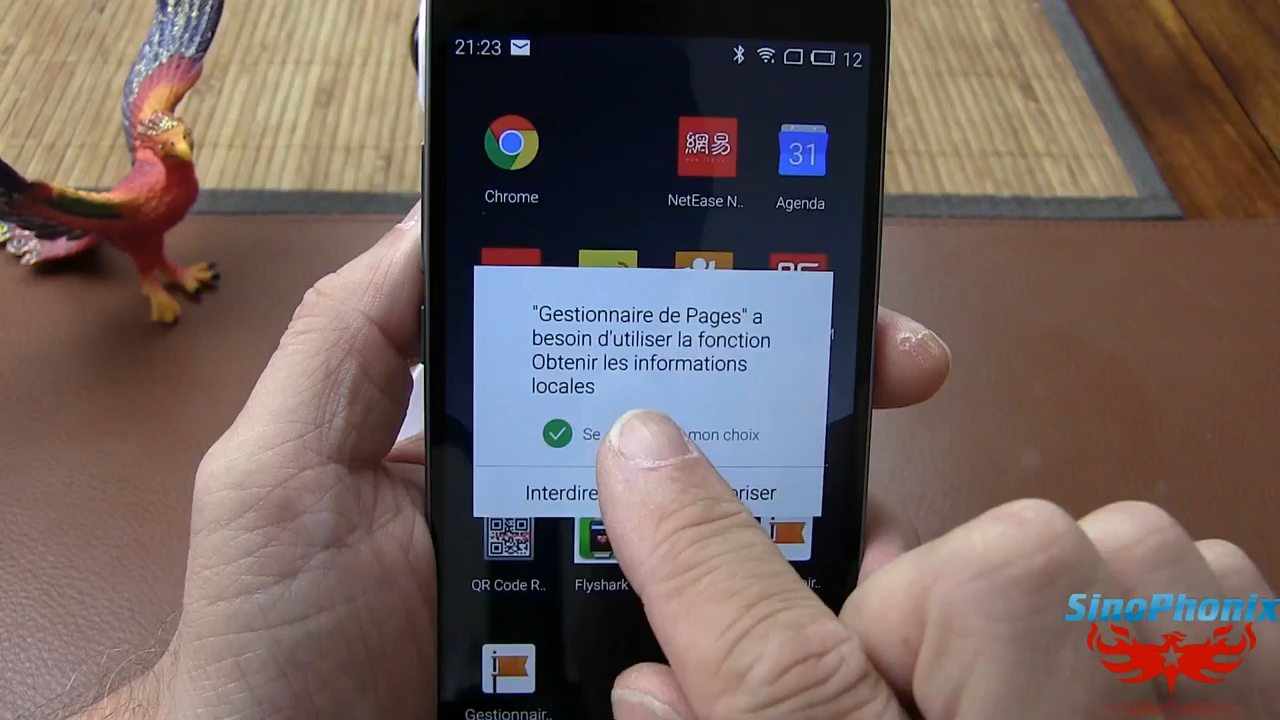 21:23
12
網易
31
Chrome
NetEase N..
Agenda
"Gestionnaire de Pages" a
besoin d'utiliser la fonction
Obtenir les informations
locales
Se mon choix
Interdire
QR Code R..
Flyshark
Gestionnair..
SinoPhonix